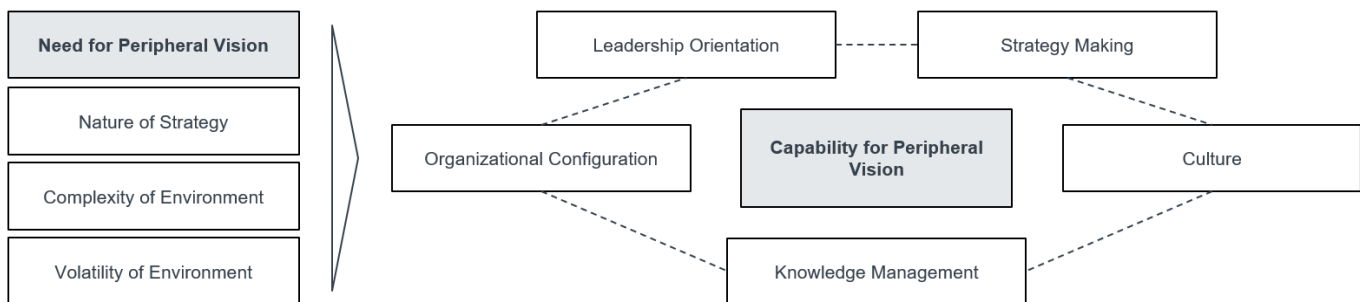 Need for Peripheral Vision
Nature of Strategy
Complexity of Environment
Volatility of Environment
Leadership Orientation
Strategy Making
Organizational Configuration
Capability for Peripheral
Vision
Culture
Knowledge Management